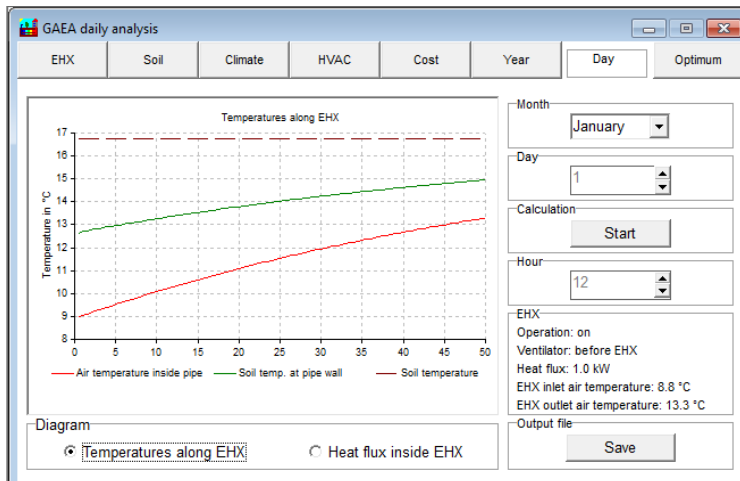 GAEA daily analysis
EHX Soil Climate HVAC Cost Year Day Optimum
Temperatures along EHX
Temperature in °C
17
16
15
14
13
12
11
10
9
8
0 5 10 15 20 25 30 35 40 45 50
Air temperature inside pipe Soil temp. at pipe wall Soil temperature
Diagram
Temperatures along EHX Heat flux inside EHX
Month
January
Day
1
Calculation
Start
Hour
12
EHX
Operation: on
Ventilator: before EHX
Heat flux: 1.0 kW
EHX inlet air temperature: 8.8 °C
EHX outlet air temperature: 13.3 °C
Output file
Save